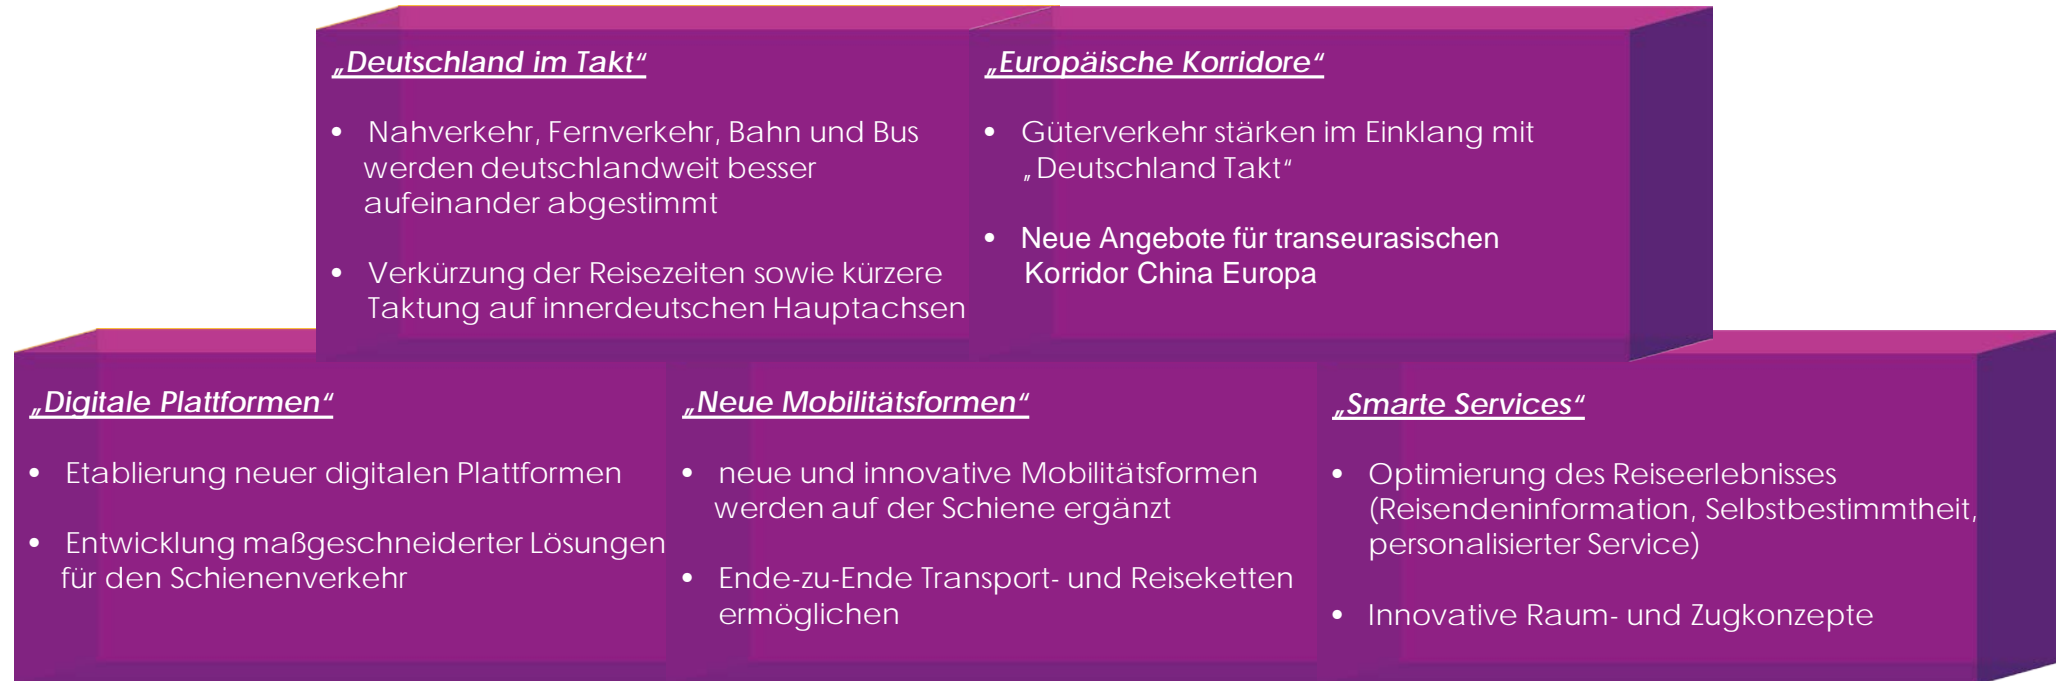 „Deutschland im Takt“
• Nahverkehr, Fernverkehr, Bahn und Bus
werden deutschlandweit besser
aufeinander abgestimmt
• Verkürzung der Reisezeiten sowie kürzere
Taktung auf innerdeutschen Hauptachsen
„Europäische Korridore“
• Güterverkehr stärken im Einklang mit
„Deutschland Takt“
• Neue Angebote für transeurasischen
Korridor China Europa
„Digitale Plattformen“
• Etablierung neuer digitalen Plattformen
• Entwicklung maßgeschneiderter Lösungen
für den Schienenverkehr
„Neue Mobilitätsformen“
• neue und innovative Mobilitätsformen
werden auf der Schiene ergänzt
• Ende-zu-Ende Transport- und Reiseketten
ermöglichen
„Smarte Services“
• Optimierung des Reiseerlebnisses
(Reisendeninformation, Selbstbestimmtheit,
personalisierter Service)
• Innovative Raum- und Zugkonzepte